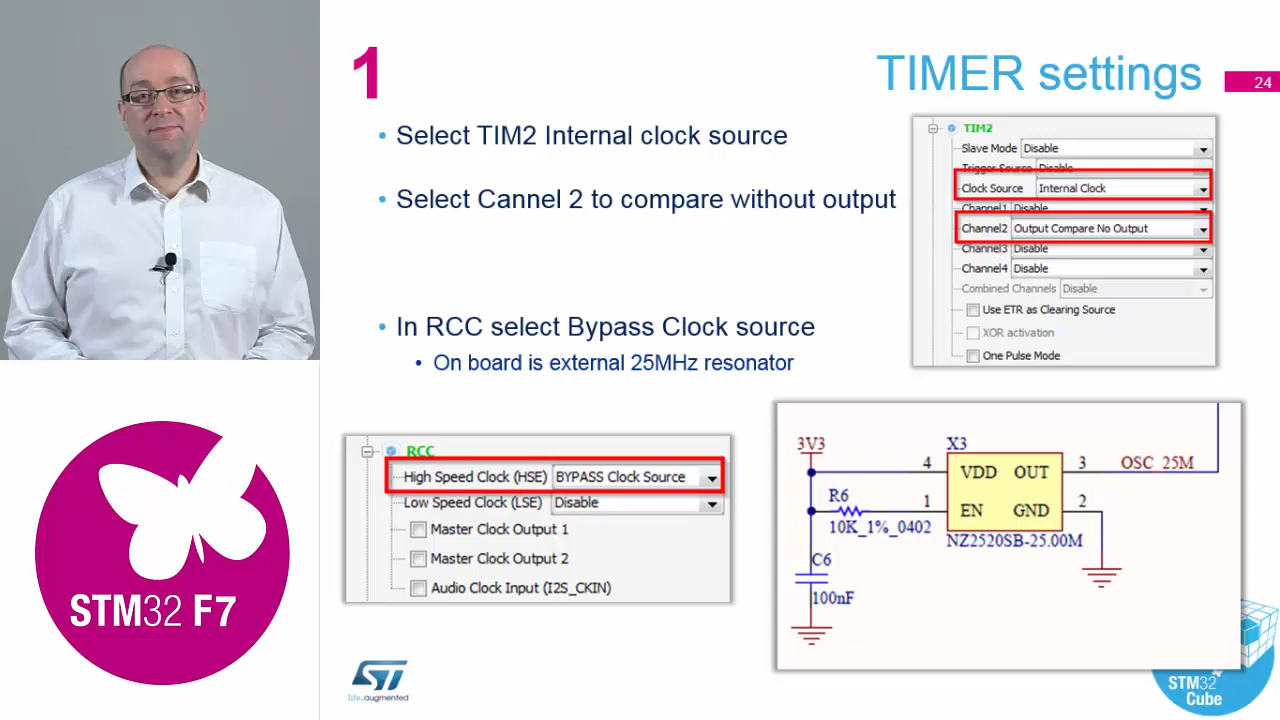 1
TIMER settings
24
• Select TIM2 Internal clock source
• Select Cannel 2 to compare without output
• In RCC select Bypass Clock source
• On board is external 25MHz resonator
TIM2
Slave Mode Disable
Trigger Source Disable
Clock Source Internal Clock
Channel1 Disable
Channel2 Output Compare No Output
Channel3 Disable
Channel4 Disable
Combined Channels Disable
Use ETR as Clearing Source
XOR activation
One Pulse Mode
RCC
High Speed Clock (HSE) BYPASS Clock Source
Low Speed Clock (LSE) Disable
Master Clock Output 1
Master Clock Output 2
Audio Clock Input (I2S_CKIN)
3V3
X3
4 VDD OUT 3 OSC_25M
R6 1 EN GND 2
10K_1%_0402
NZ2520SB-25.00M
C6
100nF
STM32 F7
ST
life.augmented
STM32
Cube